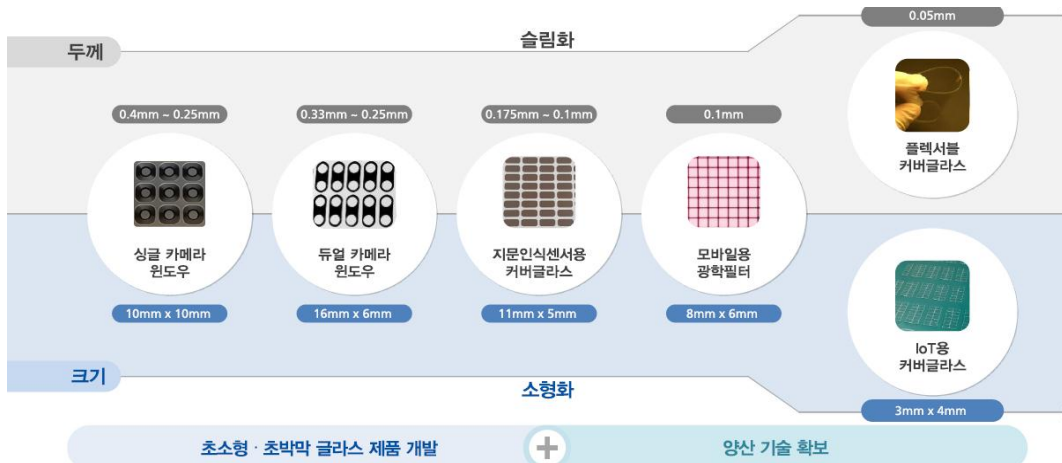 0.05mm
두께
슬림화
0.4mm ~ 0.25mm
0.33mm ~ 0.25mm
0.175mm ~ 0.1mm
0.1mm
플렉서블
커버글라스
싱글 카메라
윈도우
듀얼 카메라
윈도우
지문인식센서용
커버글라스
모바일용
광학필터
10mm x 10mm
16mm x 6mm
11mm x 5mm
8mm x 6mm
IoT용
커버글라스
크기
소형화
3mm x 4mm
초소형 · 초박막 글라스 제품 개발
+
양산 기술 확보